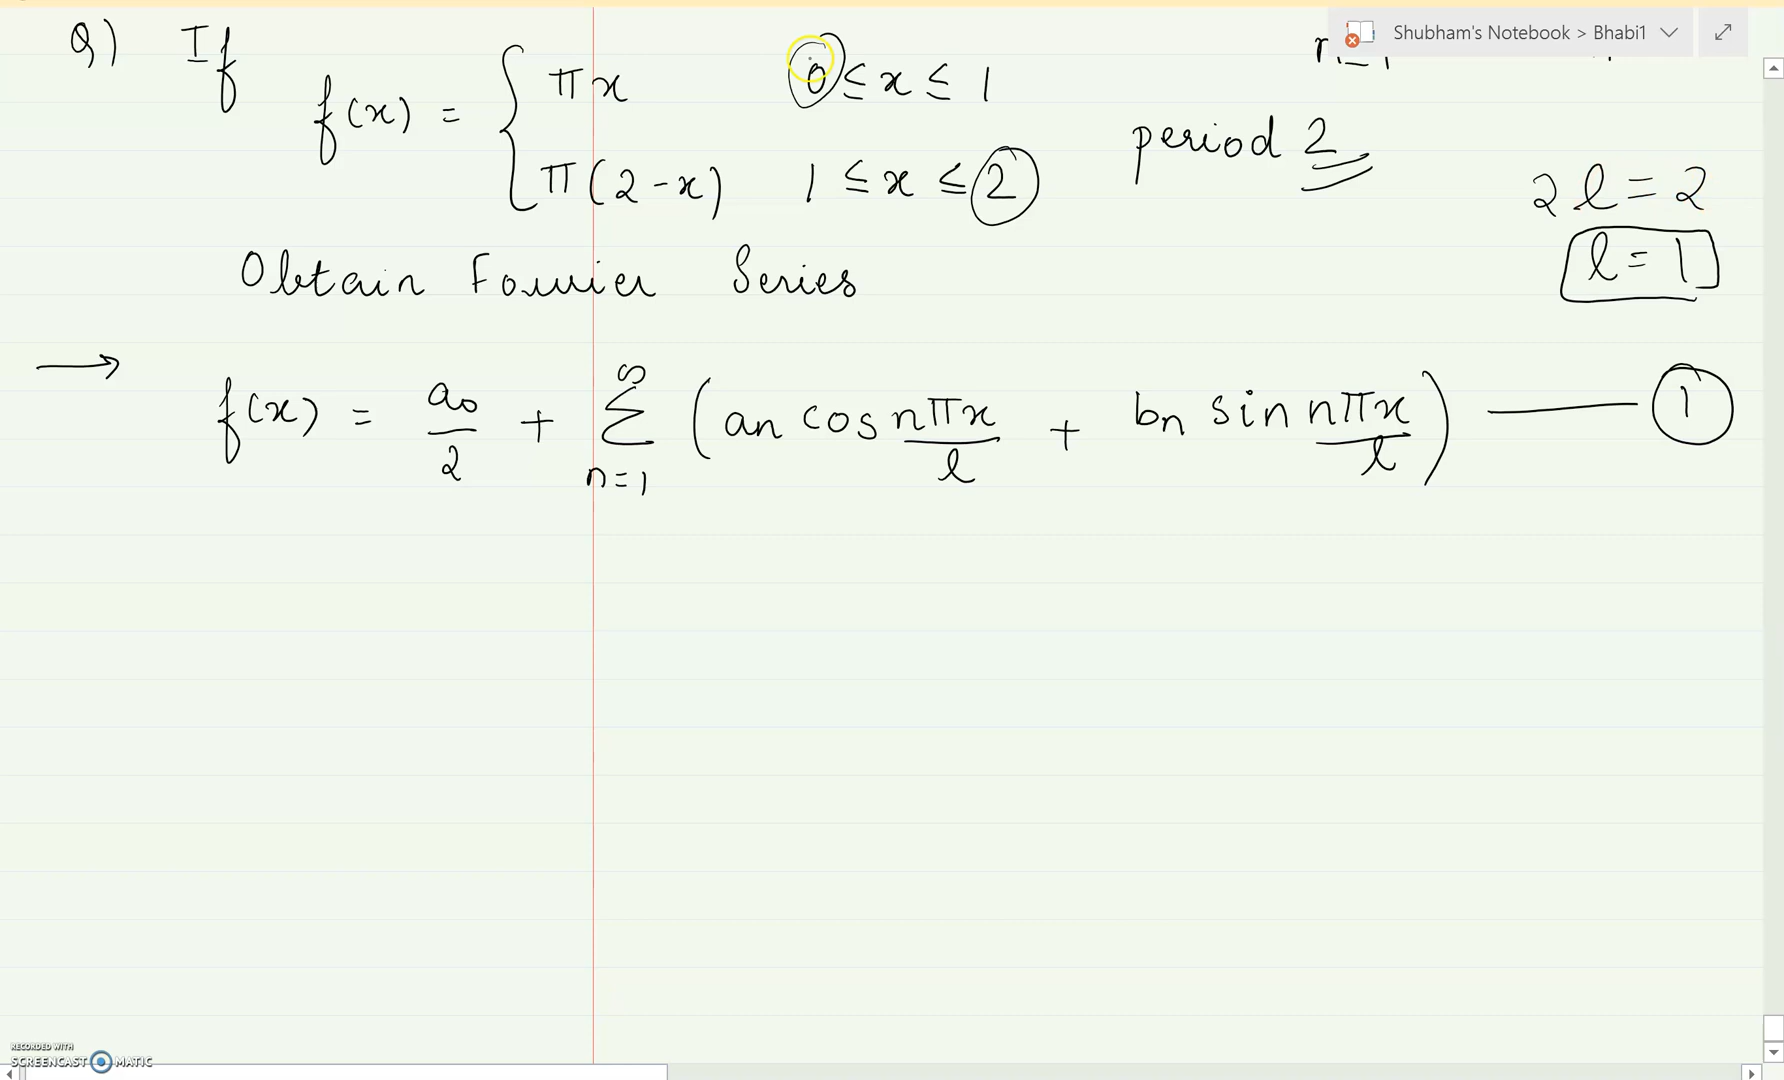 Shubham's Notebook > Bhabi1
Q) If
f(x) = { πx 0 ≤ x ≤ 1
π(2-x) 1 ≤ x ≤ 2
period 2
2l = 2
l = 1
Obtain Fourier Series
→ f(x) = a₀/2 + ∑ₙ₌₁^∞ (an cos nπx/l + bn sin nπx/l) —— ①
RECORDED WITH
SCREENCAST MATIC